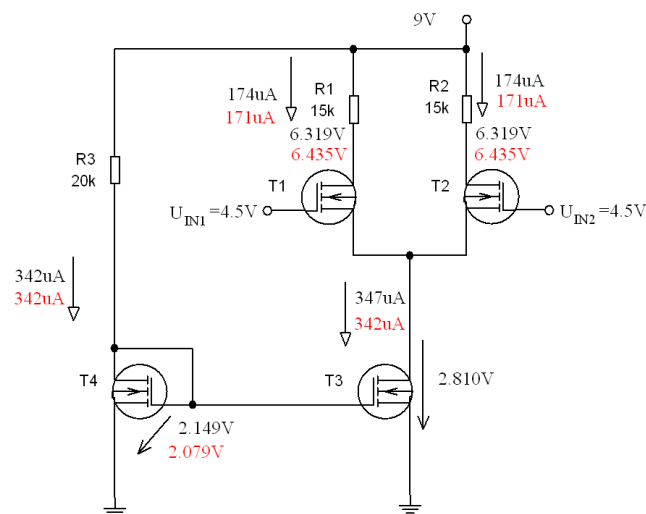 9V
174uA
171uA
R1
15k
R2
15k
174uA
171uA
6.319V
6.435V
6.319V
6.435V
R3
20k
T1
T2
UIN1=4.5V
UIN2=4.5V
342uA
342uA
347uA
342uA
T4
T3
2.810V
2.149V
2.079V